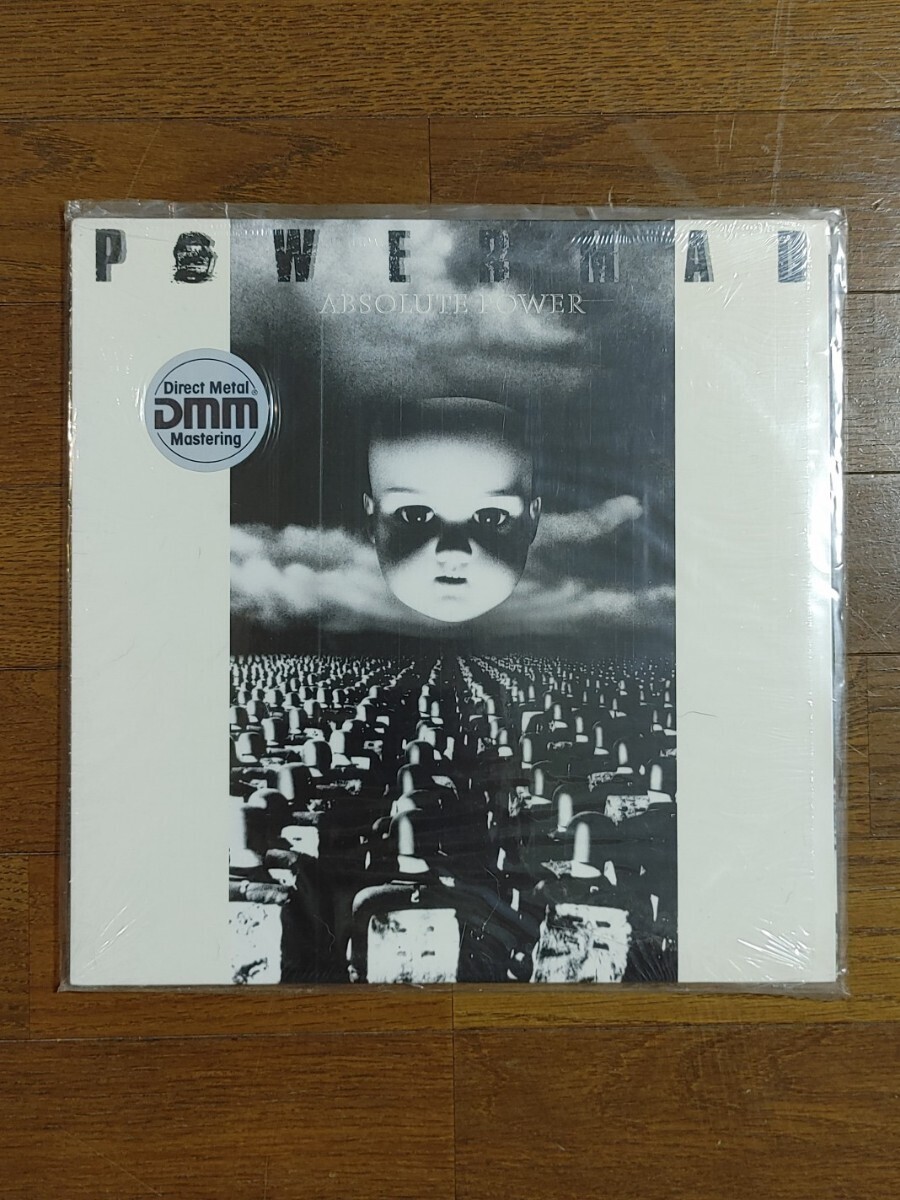 POWERMAD
ABSOLUTE POWER
Direct Metal
DMM®
Mastering